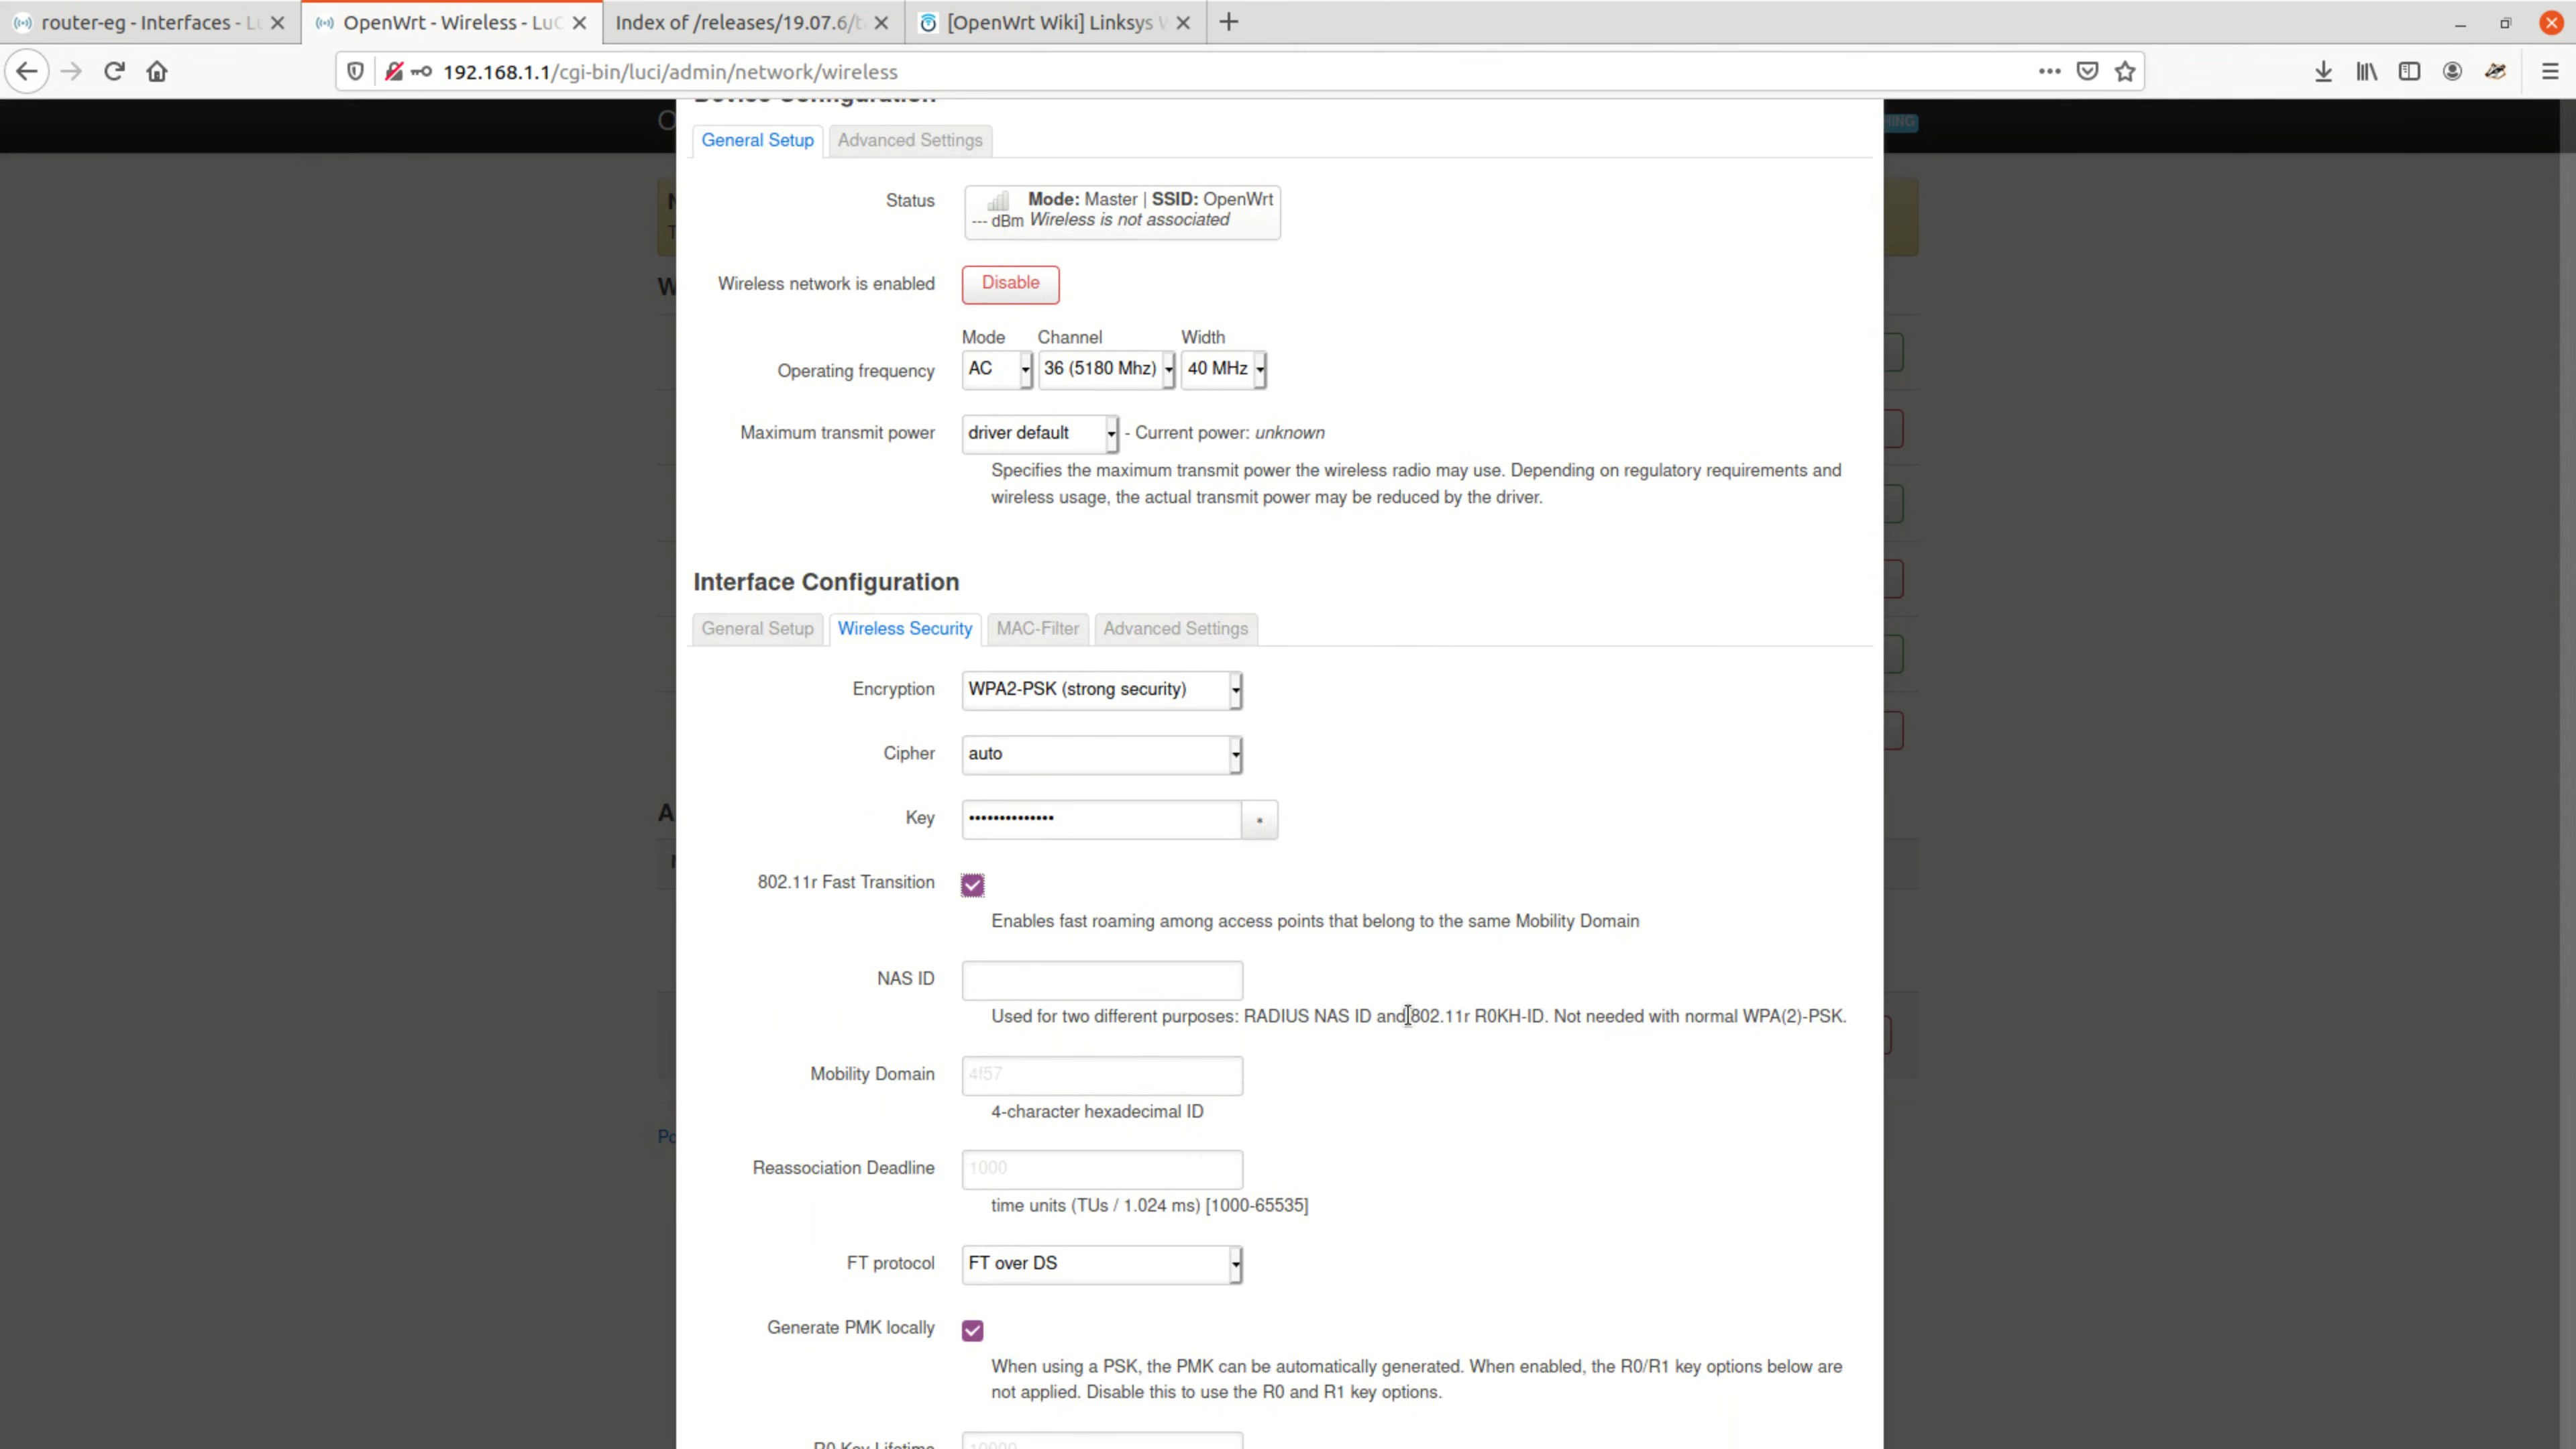 router-eg - Interfaces - Lu
OpenWrt - Wireless - LuC
Index of /releases/19.07.6/t
[OpenWrt Wiki] Linksys W
192.168.1.1/cgi-bin/luci/admin/network/wireless
Device Configuration
General Setup
Advanced Settings
Status
Mode: Master | SSID: OpenWrt
--- dBm Wireless is not associated
Wireless network is enabled
Disable
Mode Channel Width
Operating frequency
AC 36 (5180 Mhz) 40 MHz
Maximum transmit power
driver default - Current power: unknown
Specifies the maximum transmit power the wireless radio may use. Depending on regulatory requirements and
wireless usage, the actual transmit power may be reduced by the driver.
Interface Configuration
General Setup
Wireless Security
MAC-Filter
Advanced Settings
Encryption
WPA2-PSK (strong security)
Cipher
auto
Key
••••••••••••••
*
802.11r Fast Transition
Enables fast roaming among access points that belong to the same Mobility Domain
NAS ID
Used for two different purposes: RADIUS NAS ID and 802.11r R0KH-ID. Not needed with normal WPA(2)-PSK.
Mobility Domain
4f57
4-character hexadecimal ID
Reassociation Deadline
1000
time units (TUs / 1.024 ms) [1000-65535]
FT protocol
FT over DS
Generate PMK locally
When using a PSK, the PMK can be automatically generated. When enabled, the R0/R1 key options below are
not applied. Disable this to use the R0 and R1 key options.
R0 Key Lifetime
10000